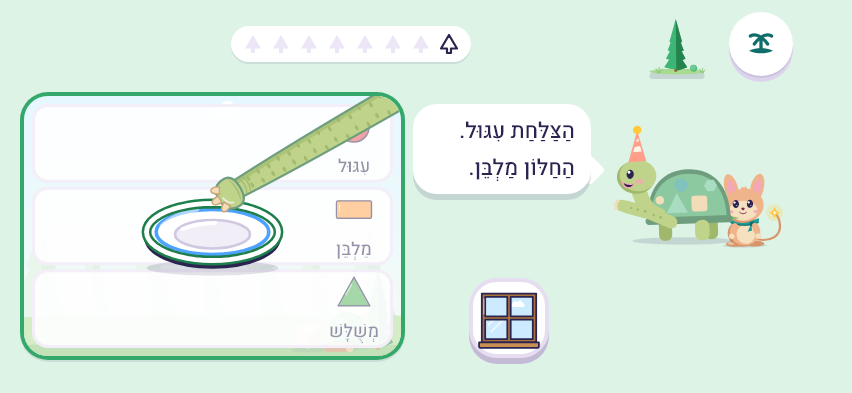 הַצַּלַּחַת עִגּוּל.
הַחַלּוֹן מַלְבֵּן.
עִגּוּל
מַלְבֵּן
מְשֻׁלָּשׁ